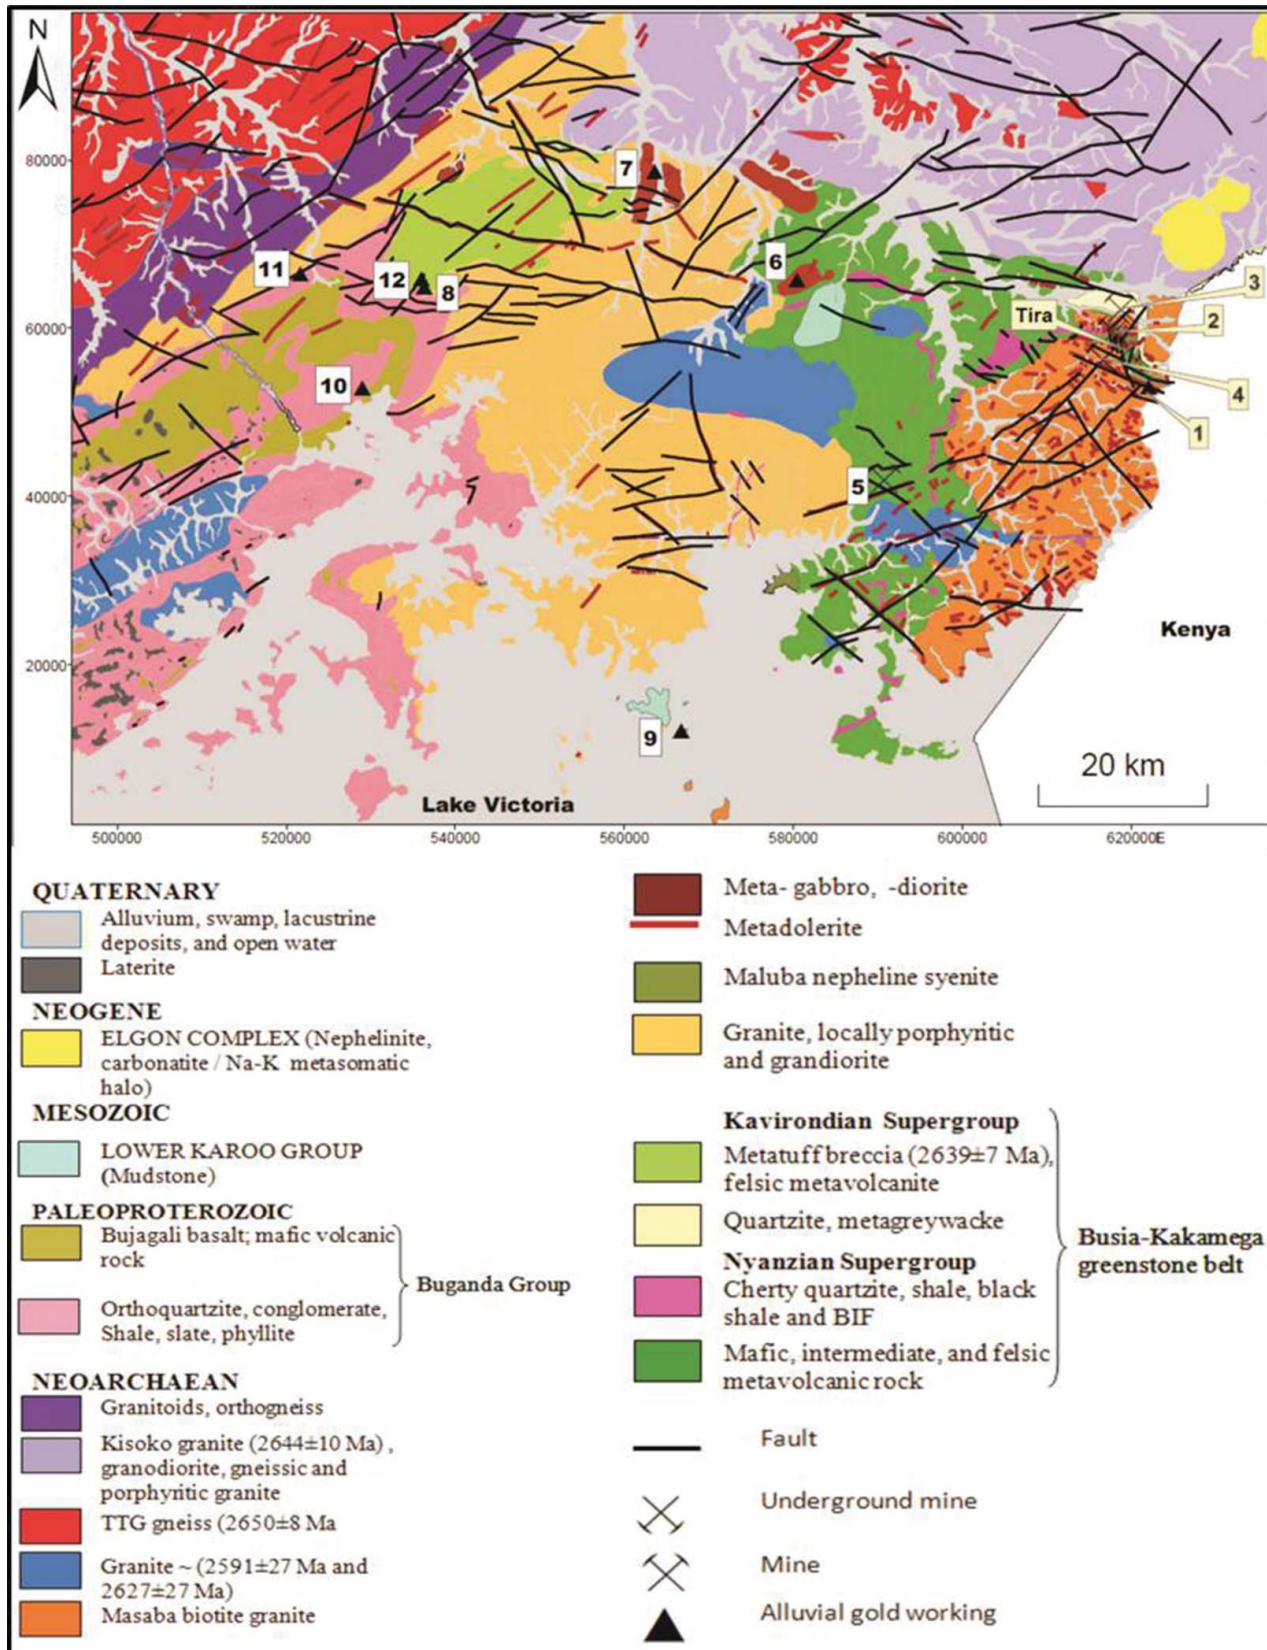 N
80000
60000
40000
20000
7
6
11
12
8
3
Tira
2
10
4
1
5
Kenya
9
20 km
Lake Victoria
500000
520000
540000
560000
580000
600000
620000E
QUATERNARY
Alluvium, swamp, lacustrine
deposits, and open water
Laterite
NEOGENE
ELGON COMPLEX (Nephelinite,
carbonatite / Na-K metasomatic
halo)
MESOZOIC
LOWER KAROO GROUP
(Mudstone)
PALEOPROTEROZOIC
Bujagali basalt; mafic volcanic
rock
Buganda Group
Orthoquartzite, conglomerate,
Shale, slate, phyllite
NEOARCHAEAN
Granitoids, orthogneiss
Kisoko granite (2644±10 Ma) ,
granodiorite, gneissic and
porphyritic granite
TTG gneiss (2650±8 Ma
Granite ~ (2591±27 Ma and
2627±27 Ma)
Masaba biotite granite
Meta- gabbro, -diorite
Metadolerite
Maluba nepheline syenite
Granite, locally porphyritic
and grandiorite
Kavirondian Supergroup
Metatuff breccia (2639±7 Ma),
felsic metavolcanite
Quartzite, metagreywacke
Nyanzian Supergroup
Cherty quartzite, shale, black
shale and BIF
Mafic, intermediate, and felsic
metavolcanic rock
Busia-Kakamega
greenstone belt
Fault
Underground mine
Mine
Alluvial gold working